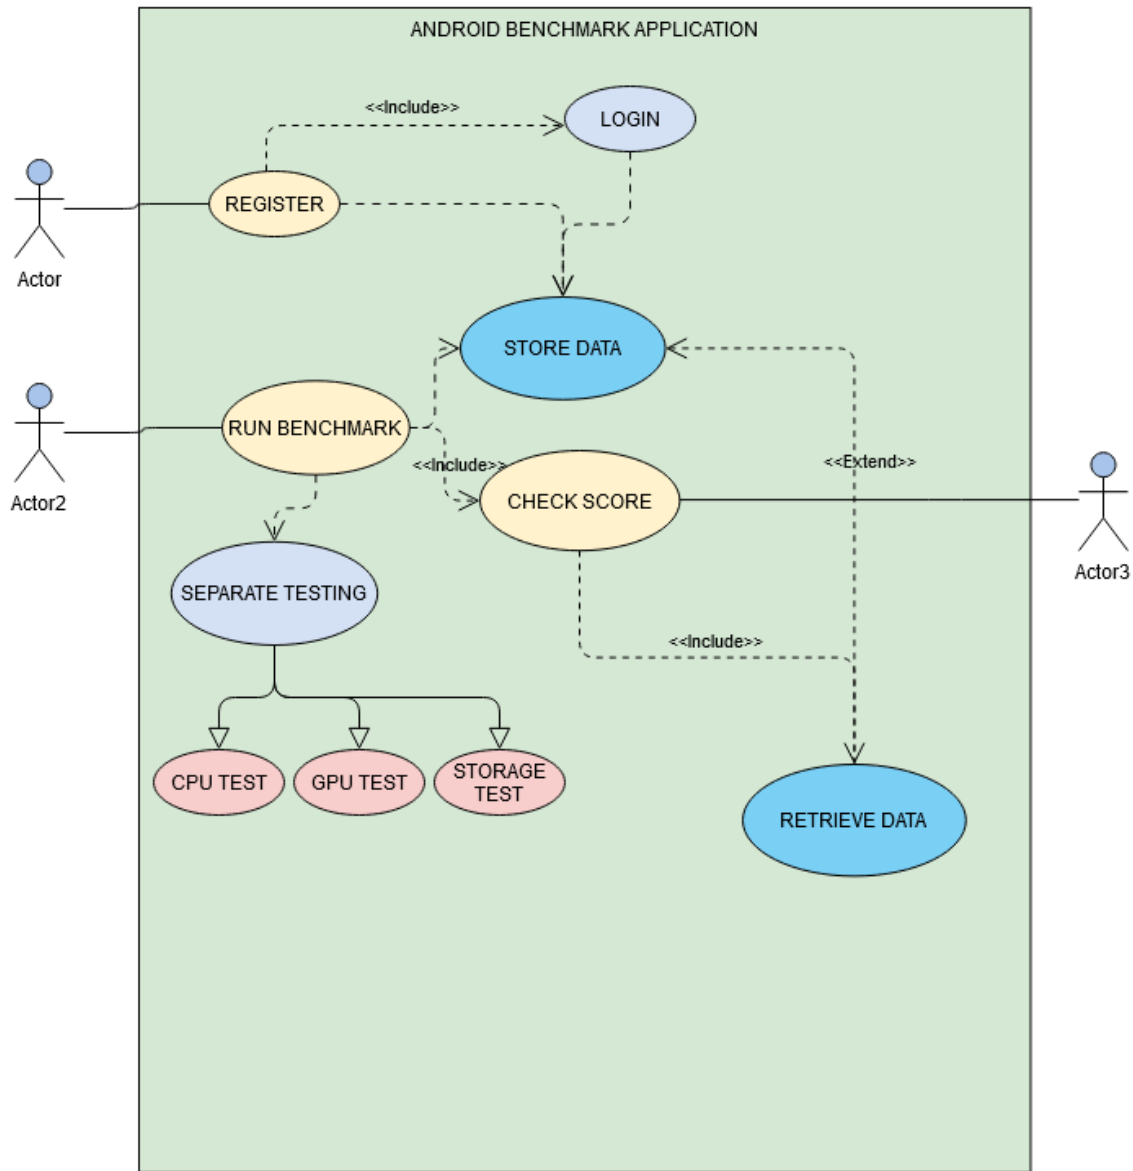 ANDROID BENCHMARK APPLICATION
<<Include>>
LOGIN
REGISTER
Actor
STORE DATA
RUN BENCHMARK
<<Include>>
<<Extend>>
CHECK SCORE
Actor2
Actor3
SEPARATE TESTING
<<Include>>
CPU TEST
GPU TEST
STORAGE
TEST
RETRIEVE DATA